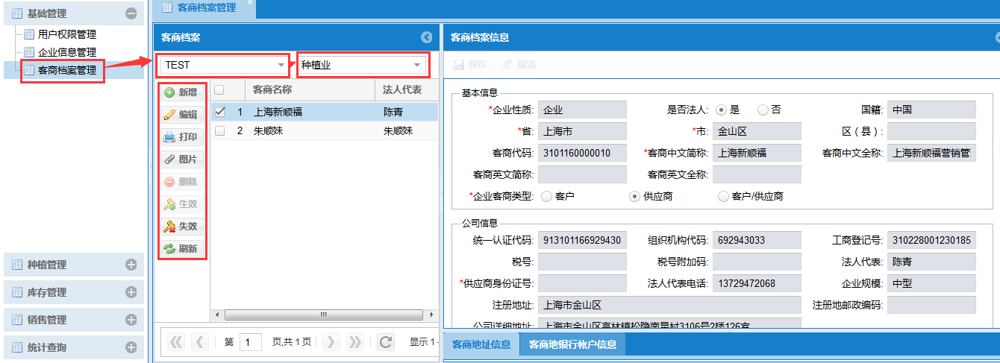 基础管理
用户权限管理
企业信息管理
客商档案管理
种植管理
库存管理
销售管理
统计查询
客商档案管理
客商档案
TEST
种植业
新增
编辑
打印
图片
删除
生效
失效
刷新
客商名称 法人代表
1 上海新顺福 陈青
2 朱顺妹 朱顺妹
第 1 页,共 1 页 显示 1 -
客商档案信息
保存 取消
基本信息
*企业性质: 企业 是否法人: 是 否 国籍: 中国
*省: 上海市 *市: 金山区 区(县):
客商代码: 3101160000010 *客商中文简称: 上海新顺福 客商中文全称: 上海新顺福营销管
客商英文简称: 客商英文全称:
*企业客商类型: 客户 供应商 客户/供应商
公司信息
统一认证代码: 913101166929430 组织机构代码: 692943033 工商登记号: 310228001230185
税号: 税号附加码: 法人代表: 陈青
*供应商身份证号: 法人代表电话: 13729472068 企业规模: 中型
注册地址: 上海市金山区 注册地邮政编码:
公司详细地址: 上海市金山区亭林镇松隐南星村3106号2楼126室
客商地址信息 客商地银行帐户信息